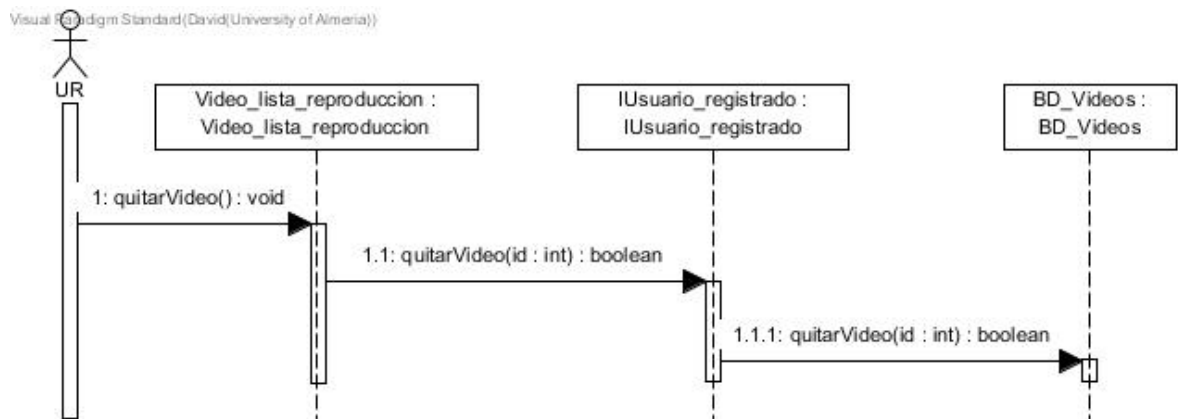 Visual Paradigm Standard(David(University of Almeria))
UR
Video_lista_reproduccion :
Video_lista_reproduccion
IUsuario_registrado :
IUsuario_registrado
BD_Videos :
BD_Videos
1: quitarVideo() : void
1.1: quitarVideo(id : int) : boolean
1.1.1: quitarVideo(id : int) : boolean